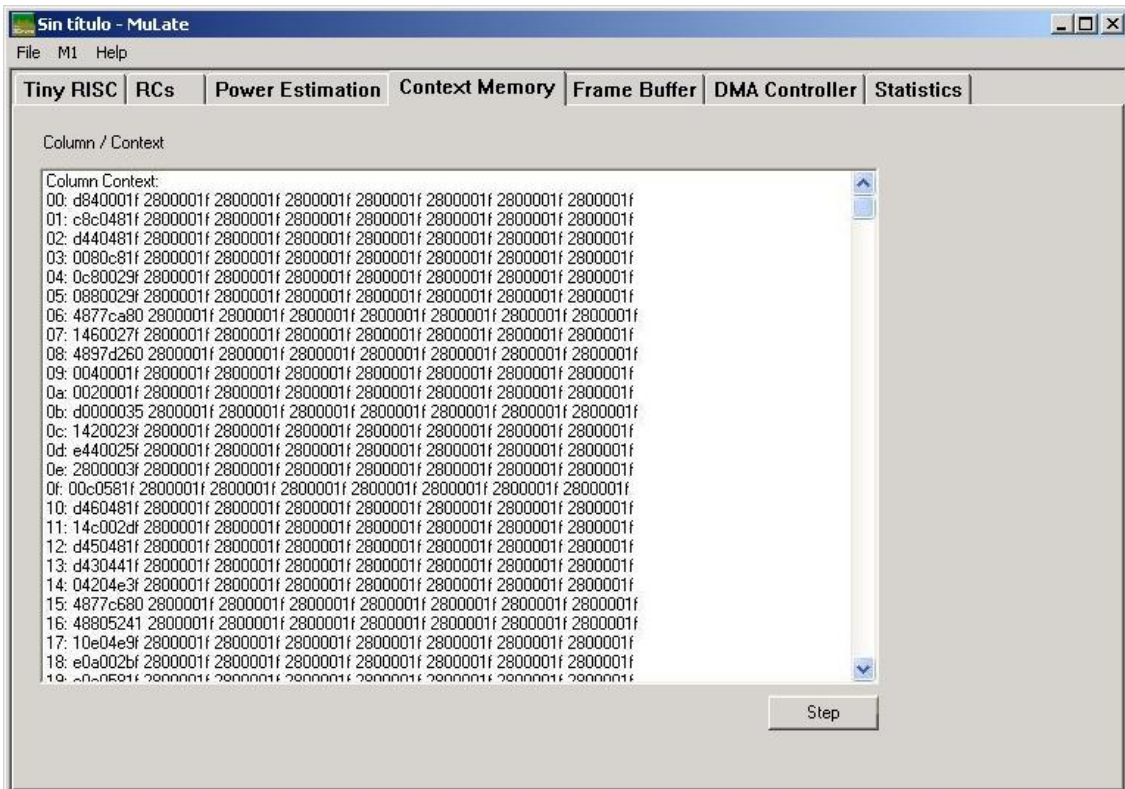 Sin título - MuLate
File M1 Help
Tiny RISC RCs Power Estimation Context Memory Frame Buffer DMA Controller Statistics
Column / Context
Column Context:
00: d840001f 2800001f 2800001f 2800001f 2800001f 2800001f 2800001f 2800001f
01: c8c0481f 2800001f 2800001f 2800001f 2800001f 2800001f 2800001f 2800001f
02: d440481f 2800001f 2800001f 2800001f 2800001f 2800001f 2800001f 2800001f
03: 0080c81f 2800001f 2800001f 2800001f 2800001f 2800001f 2800001f 2800001f
04: 0c80029f 2800001f 2800001f 2800001f 2800001f 2800001f 2800001f 2800001f
05: 0880029f 2800001f 2800001f 2800001f 2800001f 2800001f 2800001f 2800001f
06: 4877ca80 2800001f 2800001f 2800001f 2800001f 2800001f 2800001f 2800001f
07: 1460027f 2800001f 2800001f 2800001f 2800001f 2800001f 2800001f 2800001f
08: 4897d260 2800001f 2800001f 2800001f 2800001f 2800001f 2800001f 2800001f
09: 0040001f 2800001f 2800001f 2800001f 2800001f 2800001f 2800001f 2800001f
0a: 0020001f 2800001f 2800001f 2800001f 2800001f 2800001f 2800001f 2800001f
0b: d0000035 2800001f 2800001f 2800001f 2800001f 2800001f 2800001f 2800001f
0c: 1420023f 2800001f 2800001f 2800001f 2800001f 2800001f 2800001f 2800001f
0d: e440025f 2800001f 2800001f 2800001f 2800001f 2800001f 2800001f 2800001f
0e: 2800003f 2800001f 2800001f 2800001f 2800001f 2800001f 2800001f 2800001f
0f: 00c0581f 2800001f 2800001f 2800001f 2800001f 2800001f 2800001f 2800001f
10: d460481f 2800001f 2800001f 2800001f 2800001f 2800001f 2800001f 2800001f
11: 14c002df 2800001f 2800001f 2800001f 2800001f 2800001f 2800001f 2800001f
12: d450481f 2800001f 2800001f 2800001f 2800001f 2800001f 2800001f 2800001f
13: d430441f 2800001f 2800001f 2800001f 2800001f 2800001f 2800001f 2800001f
14: 04204e3f 2800001f 2800001f 2800001f 2800001f 2800001f 2800001f 2800001f
15: 4877c680 2800001f 2800001f 2800001f 2800001f 2800001f 2800001f 2800001f
16: 48805241 2800001f 2800001f 2800001f 2800001f 2800001f 2800001f 2800001f
17: 10e04e9f 2800001f 2800001f 2800001f 2800001f 2800001f 2800001f 2800001f
18: e0a002bf 2800001f 2800001f 2800001f 2800001f 2800001f 2800001f 2800001f
Step